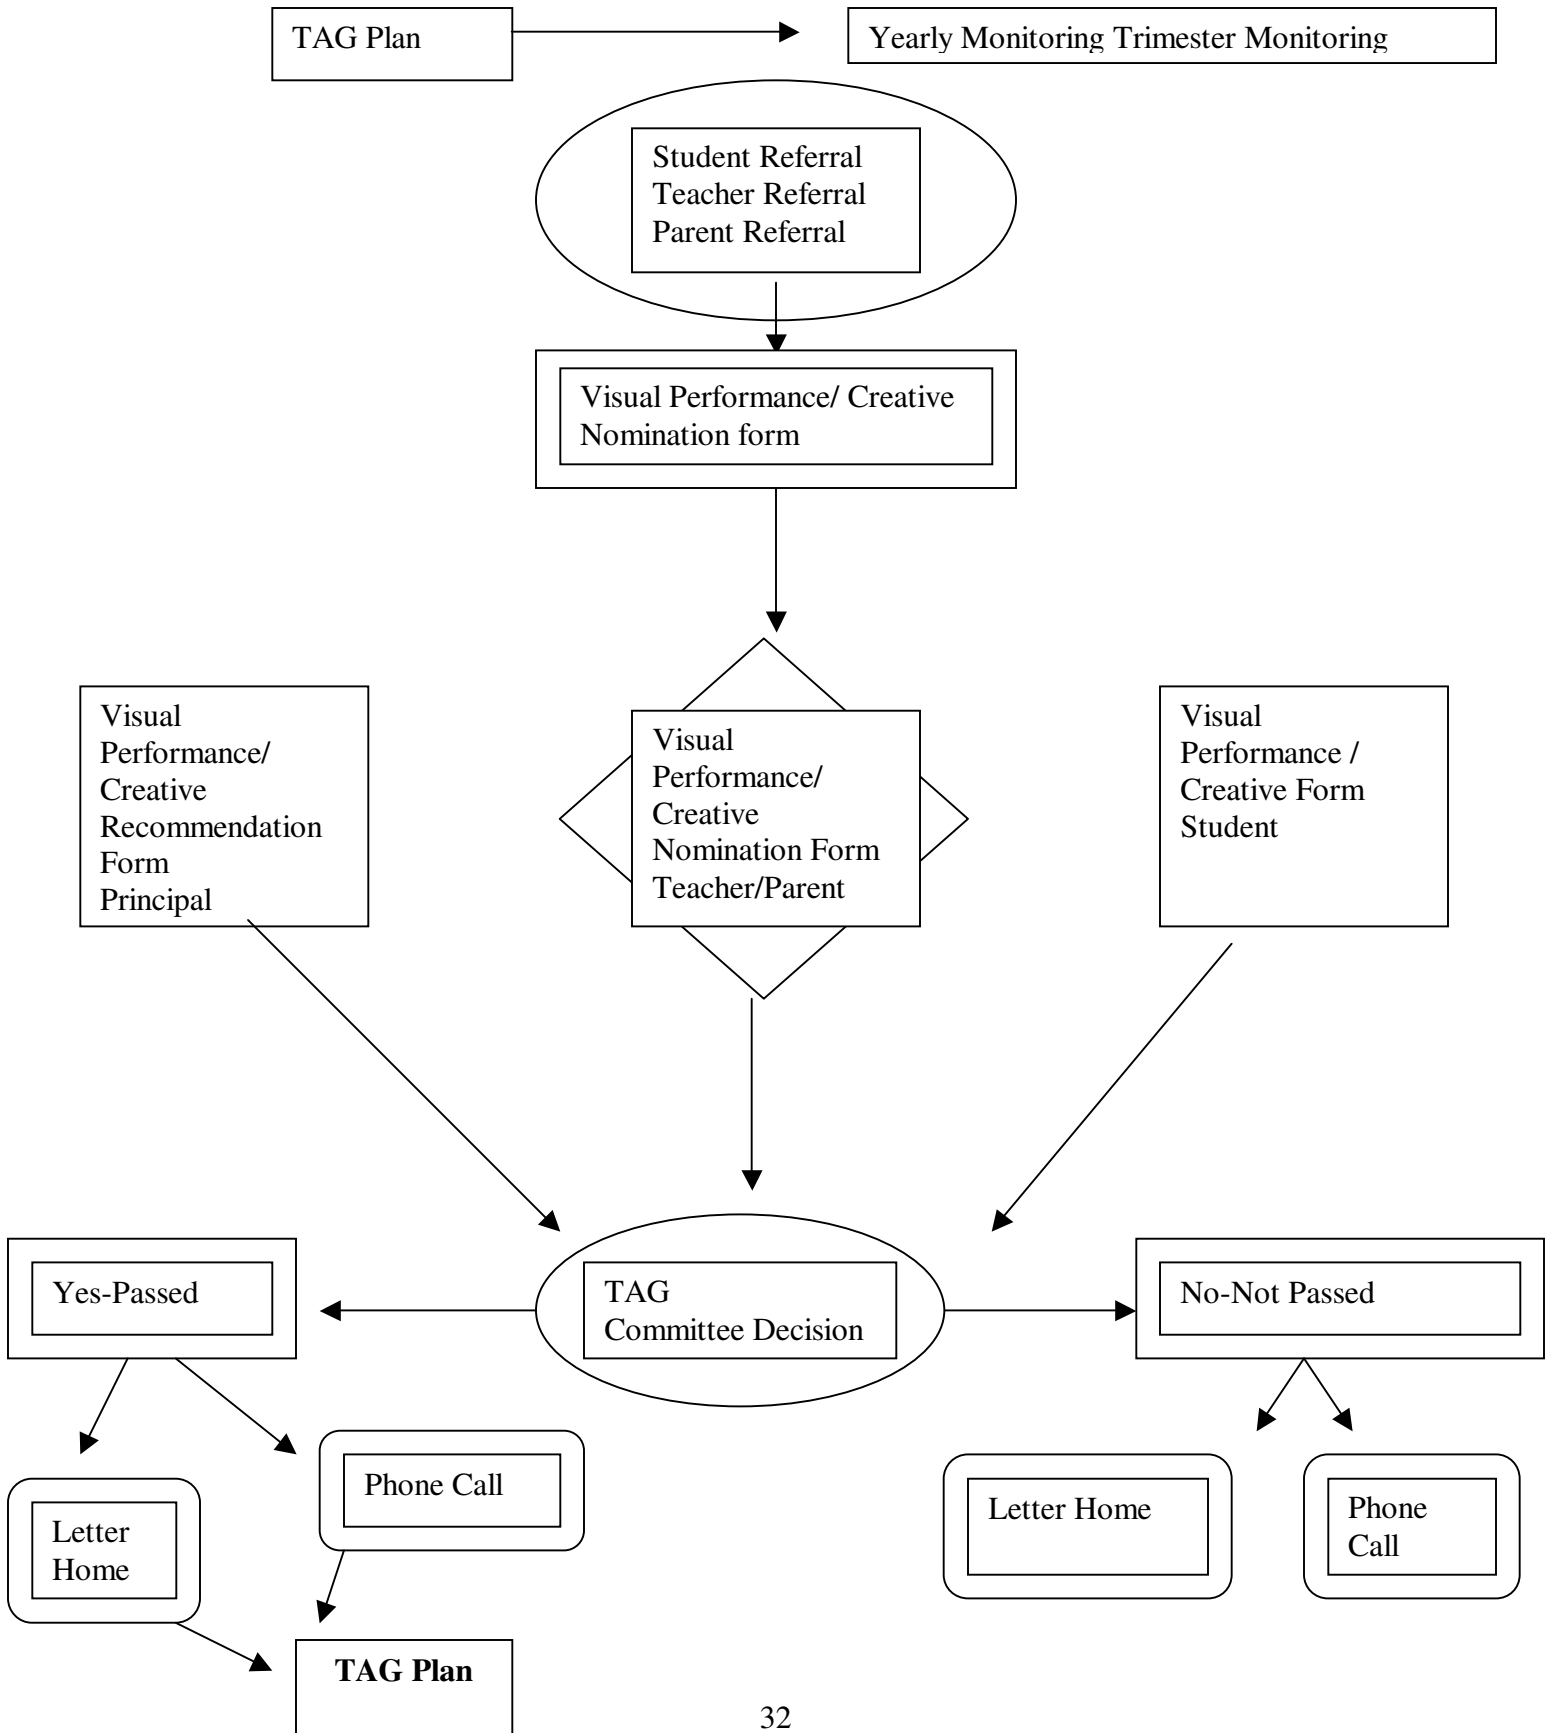 TAG Plan
Yearly Monitoring Trimester Monitoring
Student Referral
Teacher Referral
Parent Referral
Visual Performance/ Creative
Nomination form
Visual
Performance/
Creative
Recommendation
Form
Principal
Visual
Performance/
Creative
Nomination Form
Teacher/Parent
Visual
Performance /
Creative Form
Student
Yes-Passed
TAG
Committee Decision
No-Not Passed
Letter
Home
Phone Call
Letter Home
Phone
Call
TAG Plan
32